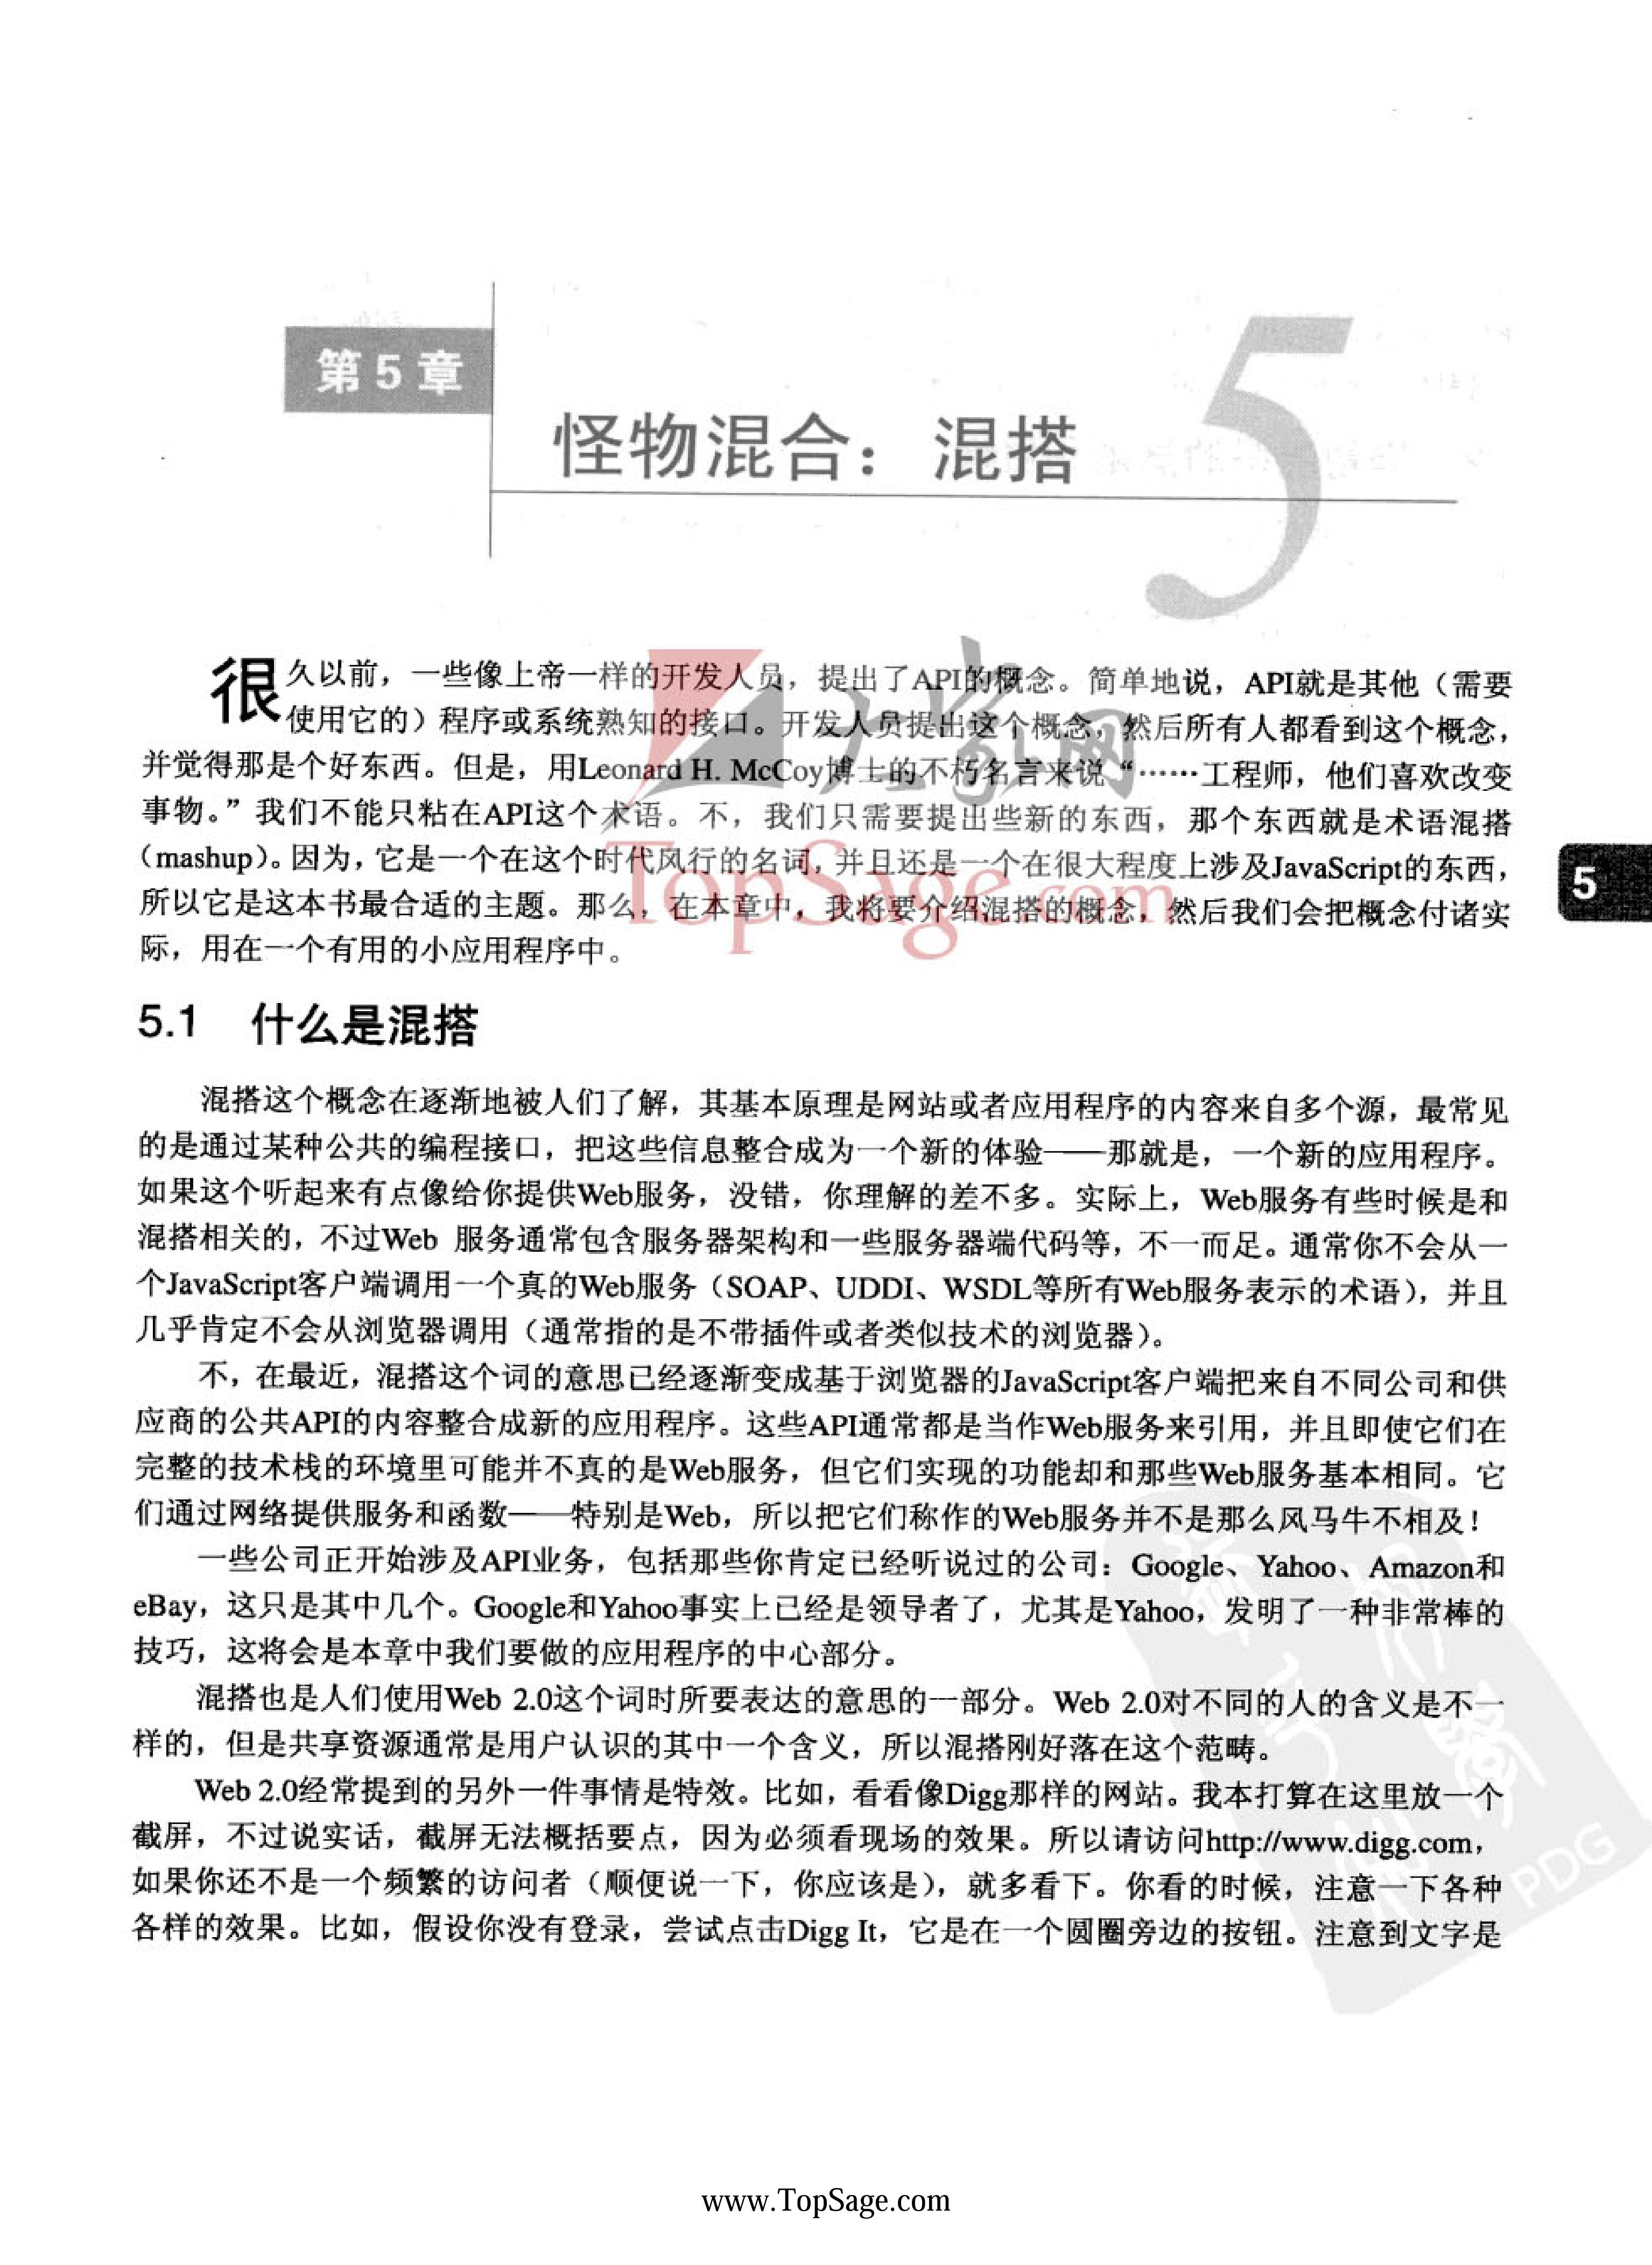 第5章
5
怪物混合：混搭
很久以前，一些像上帝一样的开发人员，提出了API的概念。简单地说，API就是其他（需要
使用它的）程序或系统熟知的接口。开发人员提出这个概念，然后所有人都看到这个概念，
并觉得那是个好东西。但是，用Leonard H. McCoy博士的不朽名言来说“……工程师，他们喜欢改变
事物。”我们不能只粘在API这个术语。不，我们只需要提出些新的东西，那个东西就是术语混搭
（mashup）。因为，它是一个在这个时代风行的名词，并且还是一个在很大程度上涉及JavaScript的东西，
所以它是这本书最合适的主题。那么，在本章中，我将要介绍混搭的概念，然后我们会把概念付诸实
际，用在一个有用的小应用程序中。
上学网
TopSage.com
5
5.1 什么是混搭
混搭这个概念在逐渐地被人们了解，其基本原理是网站或者应用程序的内容来自多个源，最常见
的是通过某种公共的编程接口，把这些信息整合成为一个新的体验——那就是，一个新的应用程序。
如果这个听起来有点像给你提供Web服务，没错，你理解的差不多。实际上，Web服务有些时候是和
混搭相关的，不过Web 服务通常包含服务器架构和一些服务器端代码等，不一而足。通常你不会从一
个JavaScript客户端调用一个真的Web服务（SOAP、UDDI、WSDL等所有Web服务表示的术语），并且
几乎肯定不会从浏览器调用（通常指的是不带插件或者类似技术的浏览器）。
不，在最近，混搭这个词的意思已经逐渐变成基于浏览器的JavaScript客户端把来自不同公司和供
应商的公共API的内容整合成新的应用程序。这些API通常都是当作Web服务来引用，并且即使它们在
完整的技术栈的环境里可能并不真的是Web服务，但它们实现的功能却和那些Web服务基本相同。它
们通过网络提供服务和函数——特别是Web，所以把它们称作的Web服务并不是那么风马牛不相及！
一些公司正开始涉及API业务，包括那些你肯定已经听说过的公司：Google、Yahoo、Amazon和
eBay，这只是其中几个。Google和Yahoo事实上已经是领导者了，尤其是Yahoo，发明了一种非常棒的
技巧，这将会是本章中我们要做的应用程序的中心部分。
混搭也是人们使用Web 2.0这个词时所要表达的意思的一部分。Web 2.0对不同的人的含义是不一
样的，但是共享资源通常是用户认识的其中一个含义，所以混搭刚好落在这个范畴。
Web 2.0经常提到的另外一件事情是特效。比如，看看像Digg那样的网站。我本打算在这里放一个
截屏，不过说实话，截屏无法概括要点，因为必须看现场的效果。所以请访问http://www.digg.com，
如果你还不是一个频繁的访问者（顺便说一下，你应该是），就多看下。你看的时候，注意一下各种
各样的效果。比如，假设你没有登录，尝试点击Digg It，它是在一个圆圈旁边的按钮。注意到文字是
PDG
www.TopSage.com